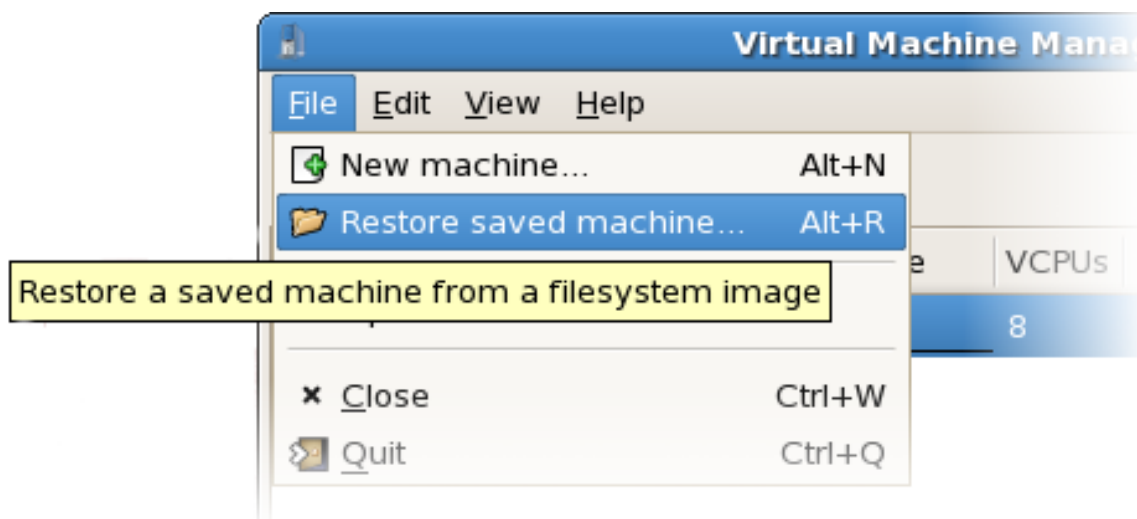 Virtual Machine
File Edit View Help
New machine... Alt+N
Restore saved machine... Alt+R
VCPUs
Restore a saved machine from a filesystem image
8
Close Ctrl+W
Quit Ctrl+Q